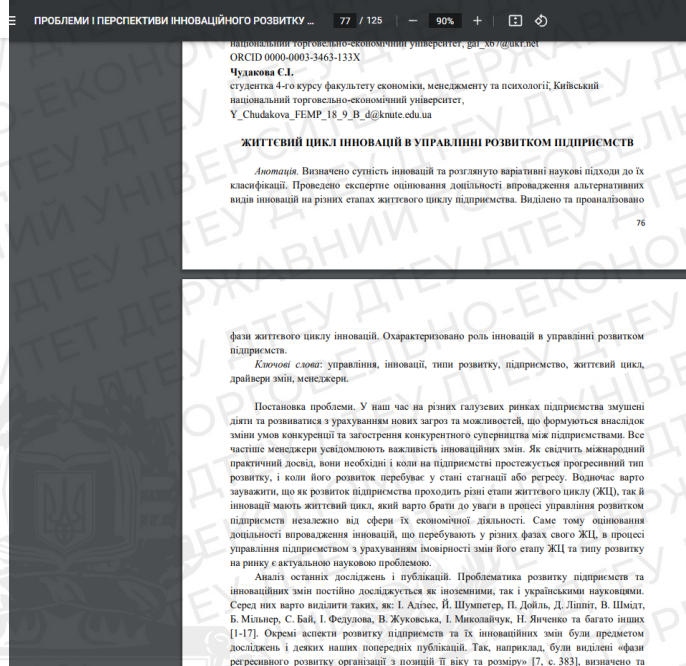 ПРОБЛЕМИ І ПЕРСПЕКТИВИ ІННОВАЦІЙНОГО РОЗВИТКУ ...
77 / 125
90%
національний торговельно-економічний університет, gal_x67@ukr.net
ORCID 0000-0003-3463-133X
Чудакова Є.І.
студентка 4-го курсу факультету економіки, менеджменту та психології, Київський
національний торговельно-економічний університет,
Y_Chudakova_FEMP_18_9_B_d@knute.edu.ua
ЖИТТЄВИЙ ЦИКЛ ІННОВАЦІЙ В УПРАВЛІННІ РОЗВИТКОМ ПІДПРИЄМСТВ
Анотація. Визначено сутність інновацій та розглянуто варіативні наукові підходи до їх
класифікації. Проведено експертне оцінювання доцільності впровадження альтернативних
видів інновацій на різних етапах життєвого циклу підприємства. Виділено та проаналізовано
76
фази життєвого циклу інновацій. Охарактеризовано роль інновацій в управлінні розвитком
підприємств.
Ключові слова: управління, інновації, типи розвитку, підприємство, життєвий цикл,
драйвери змін, менеджери.
Постановка проблеми. У наш час на різних галузевих ринках підприємства змушені
діяти та розвиватися з урахуванням нових загроз та можливостей, що формуються внаслідок
зміни умов конкуренції та загострення конкурентного суперництва між підприємствами. Все
частіше менеджери усвідомлюють важливість інноваційних змін. Як свідчить міжнародний
практичний досвід, вони необхідні і коли на підприємстві простежується прогресивний тип
розвитку, і коли його розвиток перебуває у стані стагнації або регресу. Водночас варто
зауважити, що як розвиток підприємства проходить різні етапи життєвого циклу (ЖЦ), так й
інновації мають життєвий цикл, який варто брати до уваги в процесі управління розвитком
підприємств незалежно від сфери їх економічної діяльності. Саме тому оцінювання
доцільності впровадження інновацій, що перебувають у різних фазах свого ЖЦ, в процесі
управління підприємством з урахуванням імовірності змін його етапу ЖЦ та типу розвитку
на ринку є актуальною науковою проблемою.
Аналіз останніх досліджень і публікацій. Проблематика розвитку підприємств та
інноваційних змін постійно досліджується як іноземними, так і українськими науковцями.
Серед них варто виділити таких, як: І. Адізес, Й. Шумпетер, П. Дойль, Д. Ліппіт, В. Шмідт,
Б. Мільнер, С. Бай, І. Федулова, В. Жуковська, І. Миколайчук, Н. Янченко та багато інших
[1-17]. Окремі аспекти розвитку підприємств та їх інноваційних змін були предметом
досліджень і деяких наших попередніх публікацій. Так, наприклад, були виділені «фази
регресивного розвитку організації з позицій її віку та розміру» [7, с. 383], визначено та